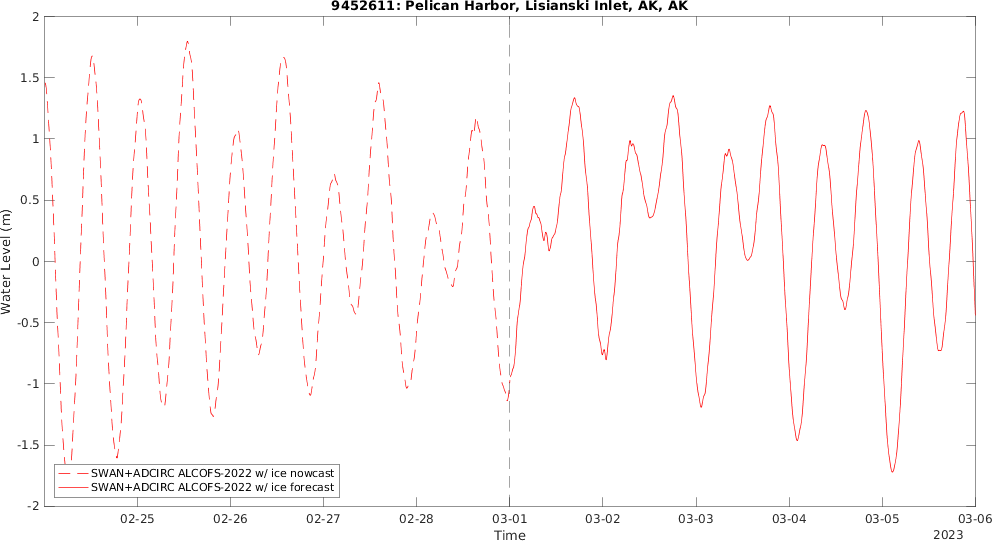 9452611: Pelican Harbor, Lisianski Inlet, AK, AK
Water Level (m)
2
1.5
1
0.5
0
-0.5
-1
-1.5
-2
SWAN+ADCIRC ALCOFS-2022 w/ ice nowcast
SWAN+ADCIRC ALCOFS-2022 w/ ice forecast
02-25 02-26 02-27 02-28 03-01 03-02 03-03 03-04 03-05 03-06
Time
2023